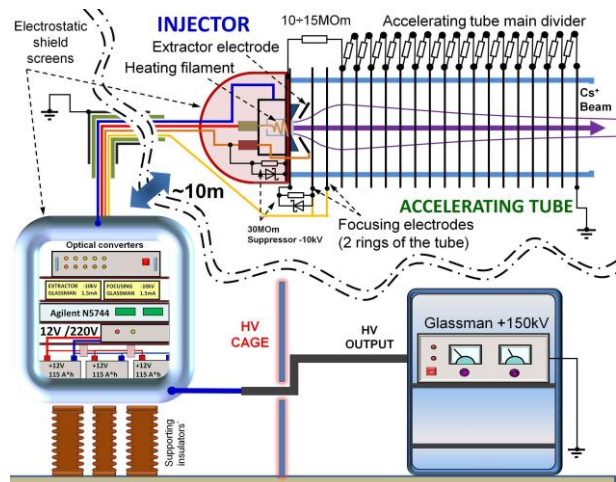 Electrostatic
shield
screens
INJECTOR
Extractor electrode
Heating filament
10÷15MOm
Accelerating tube main divider
Cs+
Beam
~10m
30MOm
Suppressor -10kV
Focusing electrodes
(2 rings of the tube)
ACCELERATING TUBE
Optical converters
EXTRACTOR -10kV
GLASSMAN 1.5mA
FOCUSING -10kV
GLASSMAN 1.5mA
Agilent N5744
12V /220V
+12V
115 A*h
+12V
115 A*h
+12V
115 A*h
Supporting
insulators'
HV
CAGE
HV
OUTPUT
Glassman +150kV